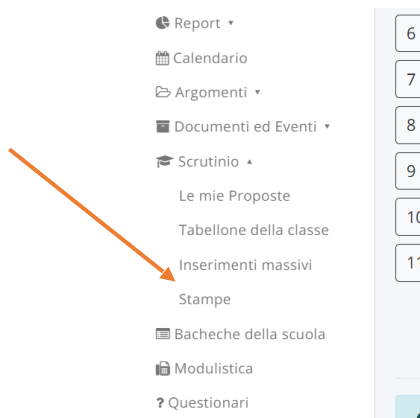 Report
Calendario
Argomenti
Documenti ed Eventi
Scrutinio
Le mie Proposte
Tabellone della classe
Inserimenti massivi
Stampe
Bacheche della scuola
Modulistica
? Questionari
6
7
8
9
10
11